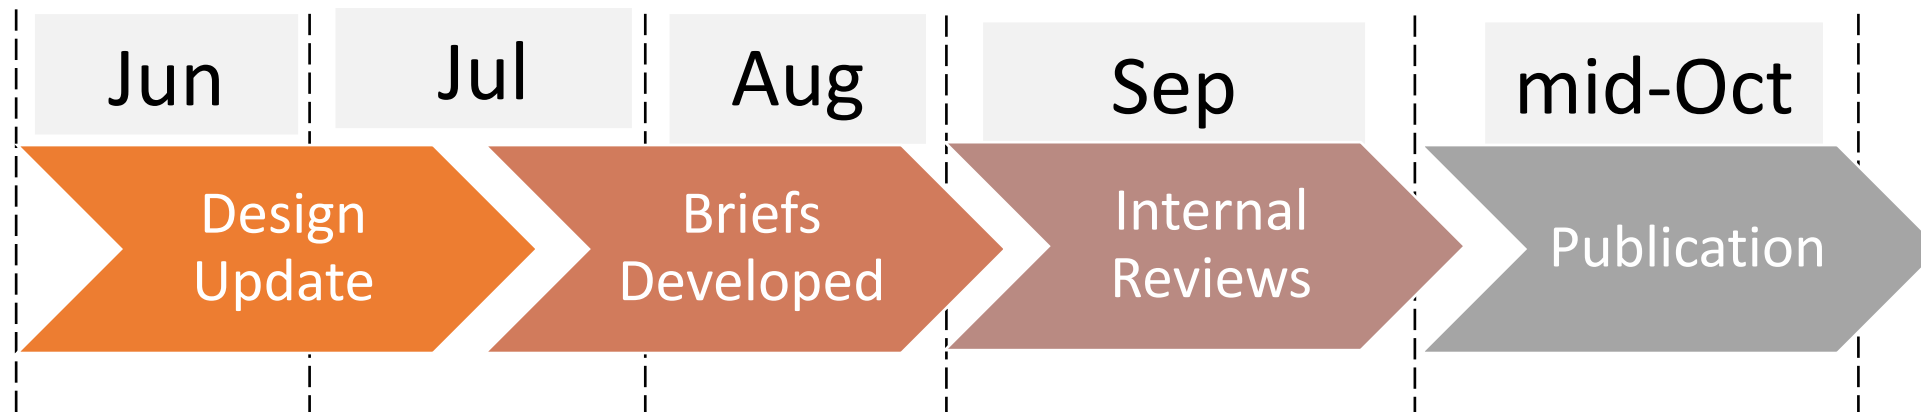 Jun
Jul
Aug
Sep
mid-Oct
Design
Update
Briefs
Developed
Internal
Reviews
Publication